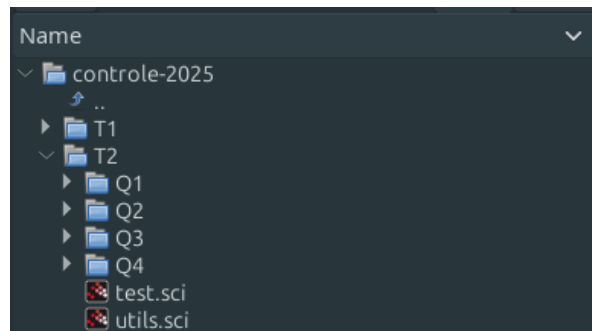 Name
controle-2025
..
T1
T2
Q1
Q2
Q3
Q4
test.sci
utils.sci